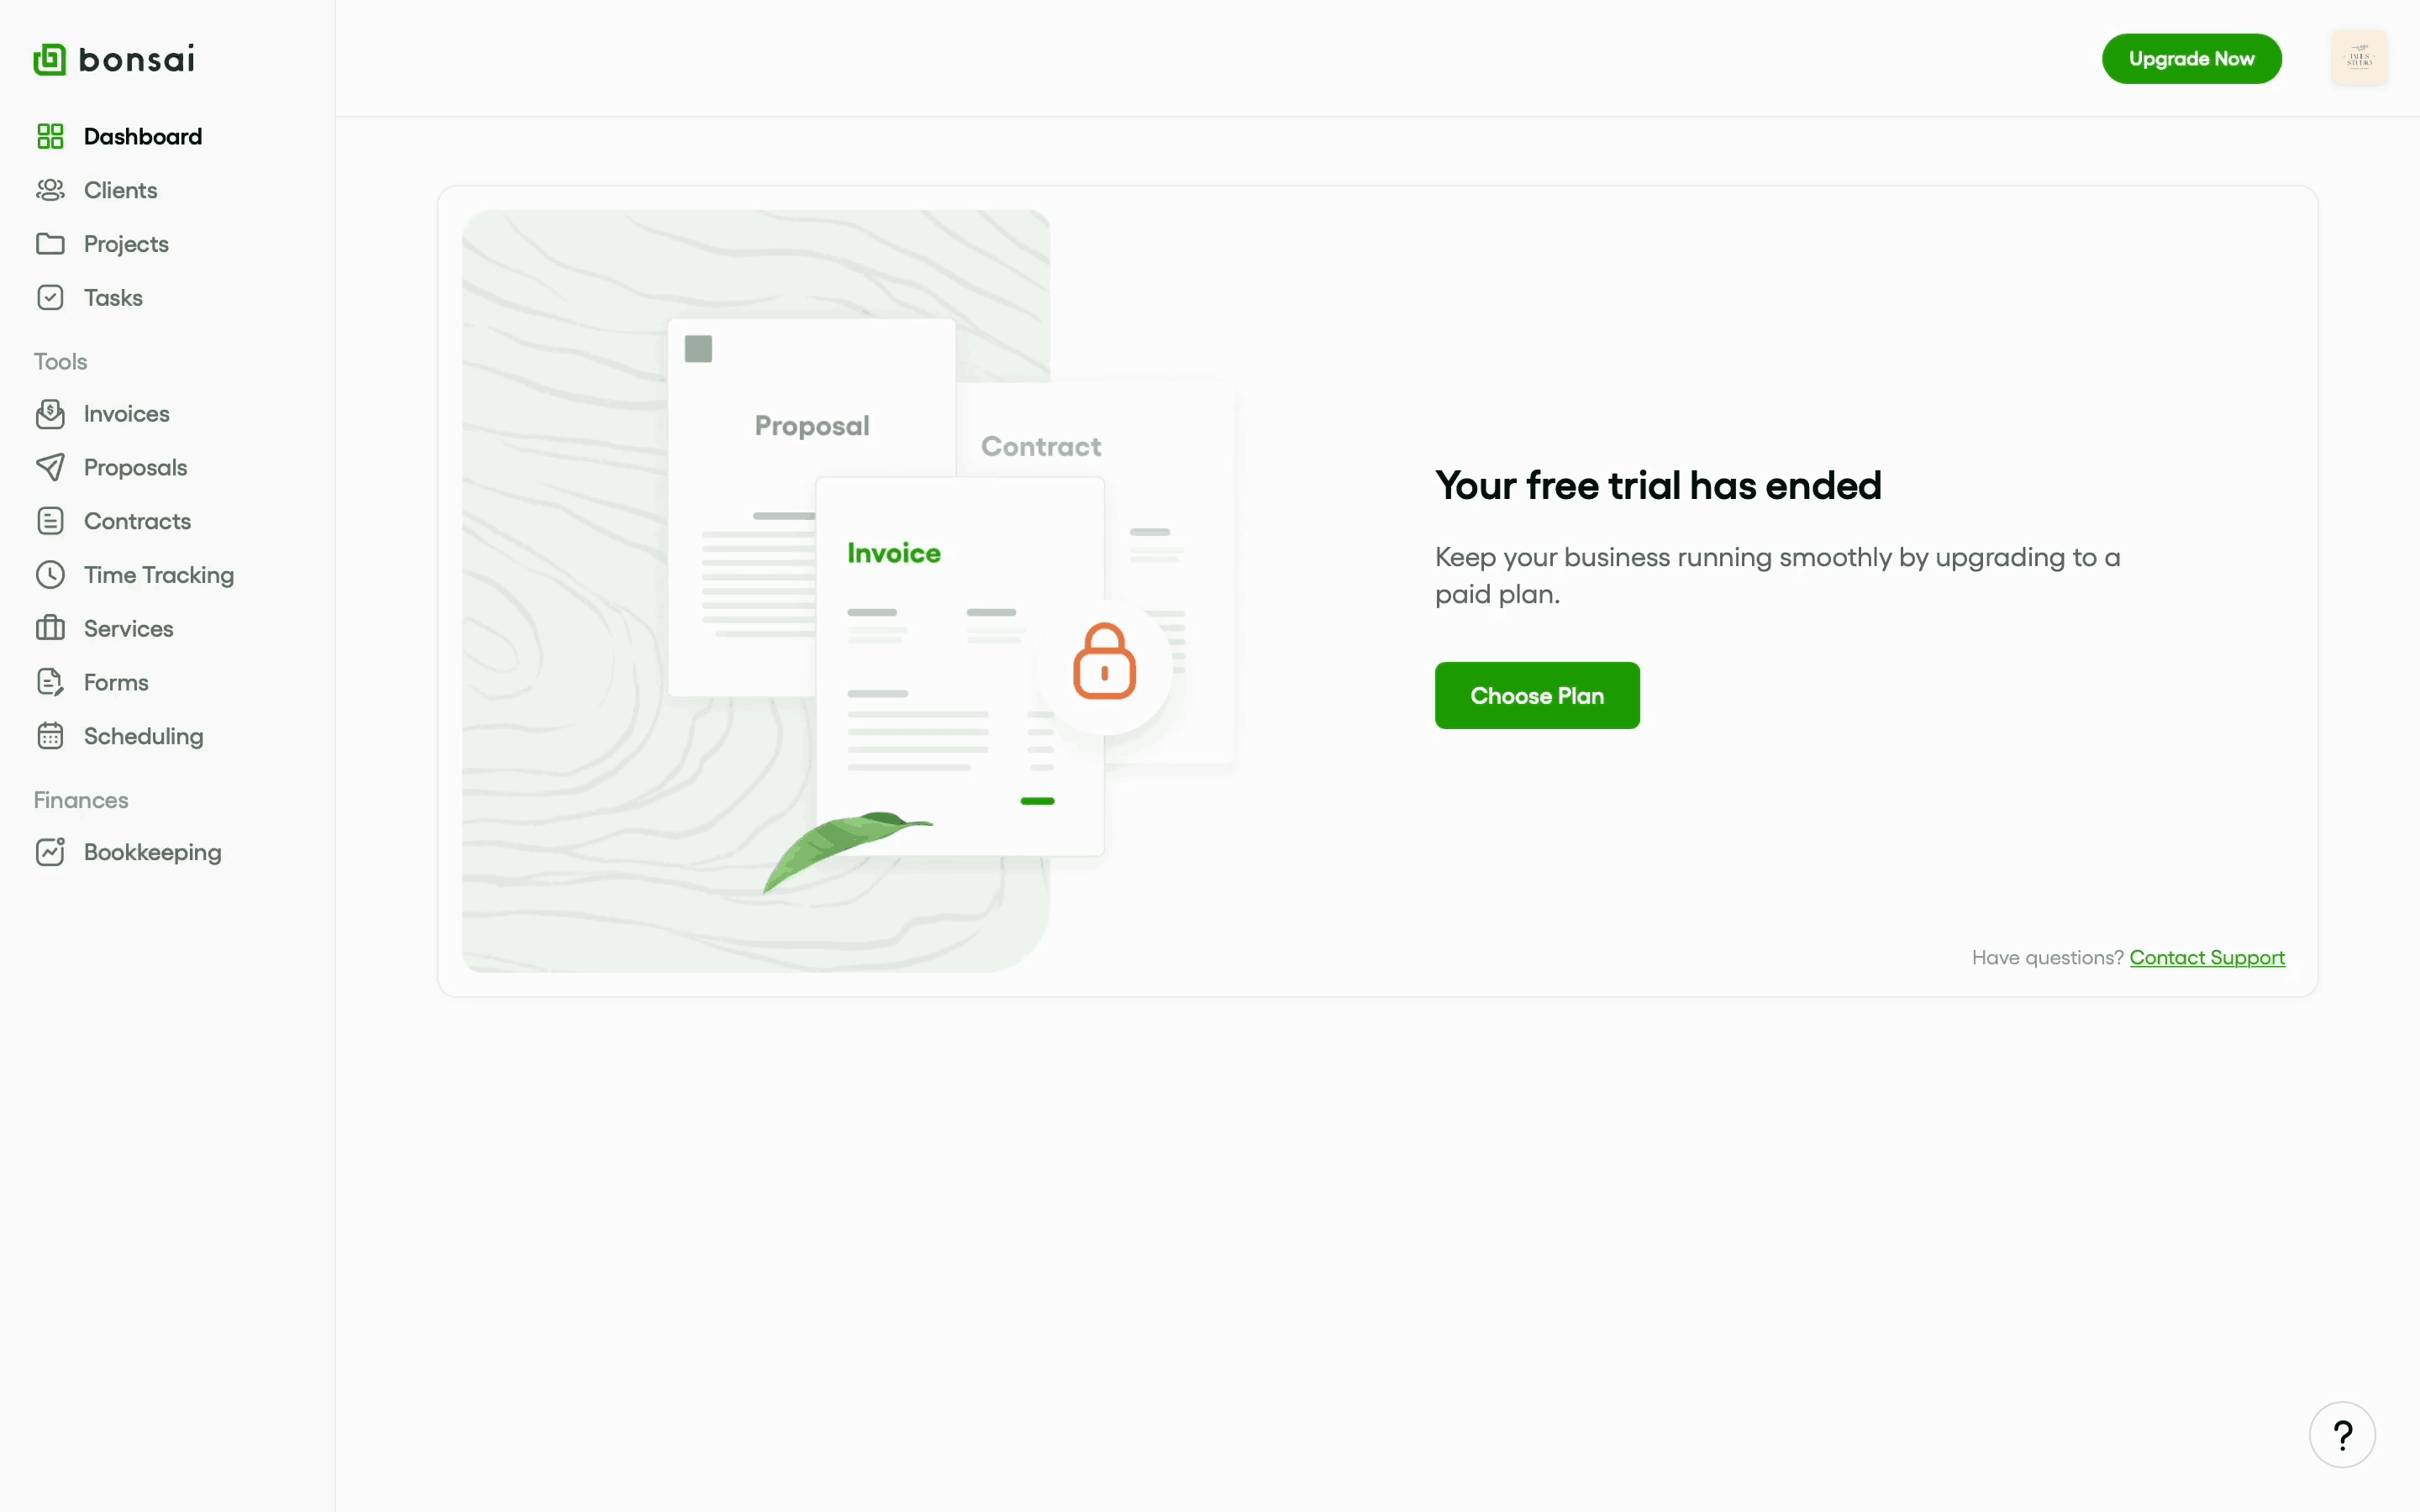 bonsai
Upgrade Now
Dashboard
Clients
Projects
Tasks
Tools
Invoices
Proposals
Contracts
Time Tracking
Services
Forms
Scheduling
Finances
Bookkeeping
Proposal
Contract
Invoice
Your free trial has ended
Keep your business running smoothly by upgrading to a
paid plan.
Choose Plan
Have questions? Contact Support
?
STUDIO